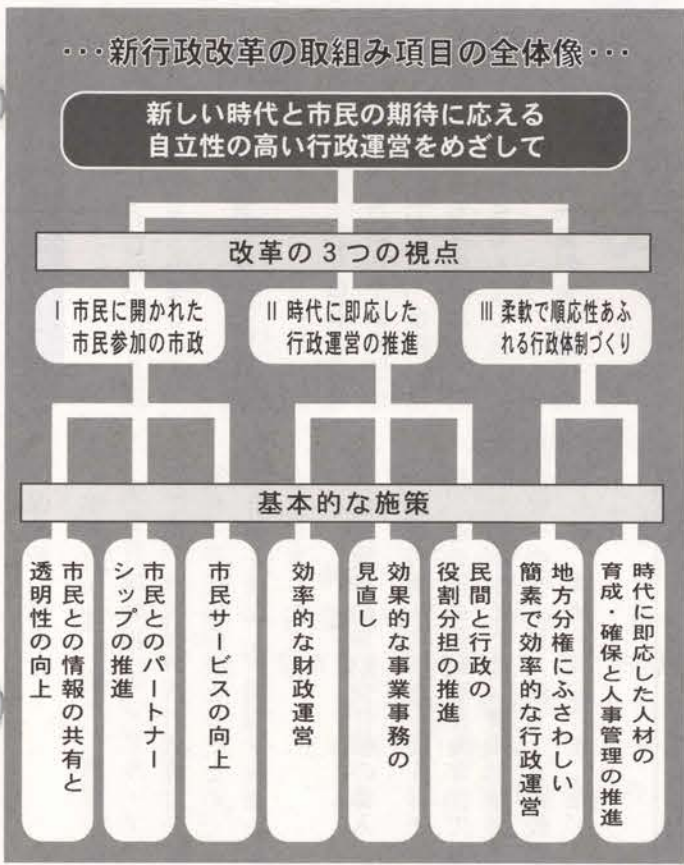 …新行政改革の取組み項目の全体像…
新しい時代と市民の期待に応える
自立性の高い行政運営をめざして
改革の3つの視点
Ⅰ 市民に開かれた
市民参加の市政
Ⅱ 時代に即応した
行政運営の推進
Ⅲ 柔軟で順応性あふ
れる行政体制づくり
基本的な施策
市民との情報の共有と
透明性の向上
市民とのパートナー
シップの推進
市民サービスの向上
効率的な財政運営
効果的な事業事務の
見直し
民間と行政の
役割分担の推進
地方分権にふさわしい
簡素で効率的な行政運営
時代に即応した人材の
育成・確保と人事管理の推進